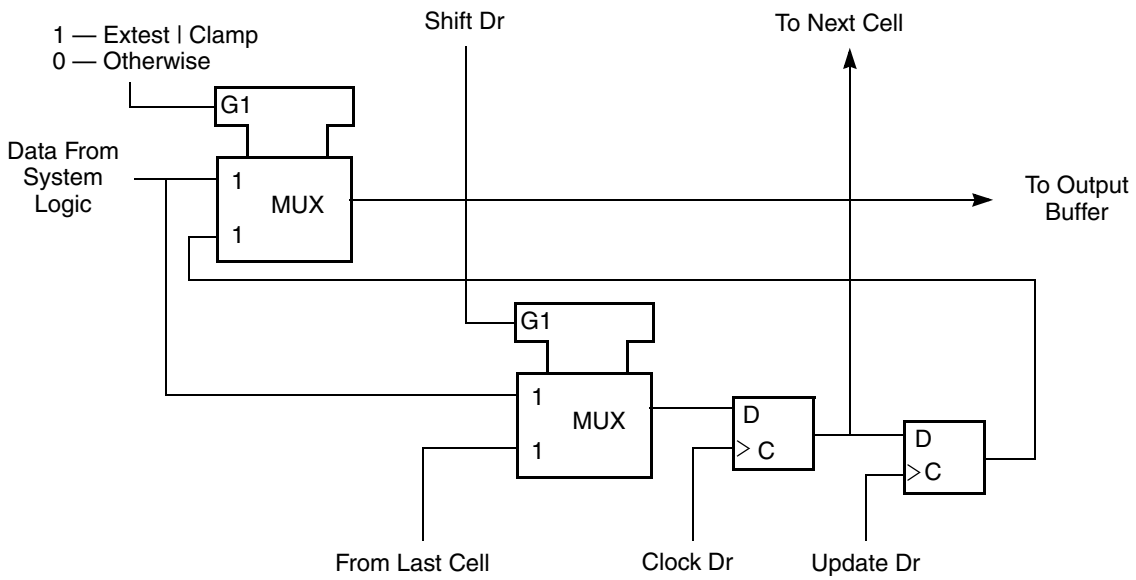 1 — Extest | Clamp
0 — Otherwise
Shift Dr
To Next Cell
G1
Data From
System
Logic
1
MUX
1
To Output
Buffer
G1
1
MUX
1
D
C
D
C
From Last Cell
Clock Dr
Update Dr